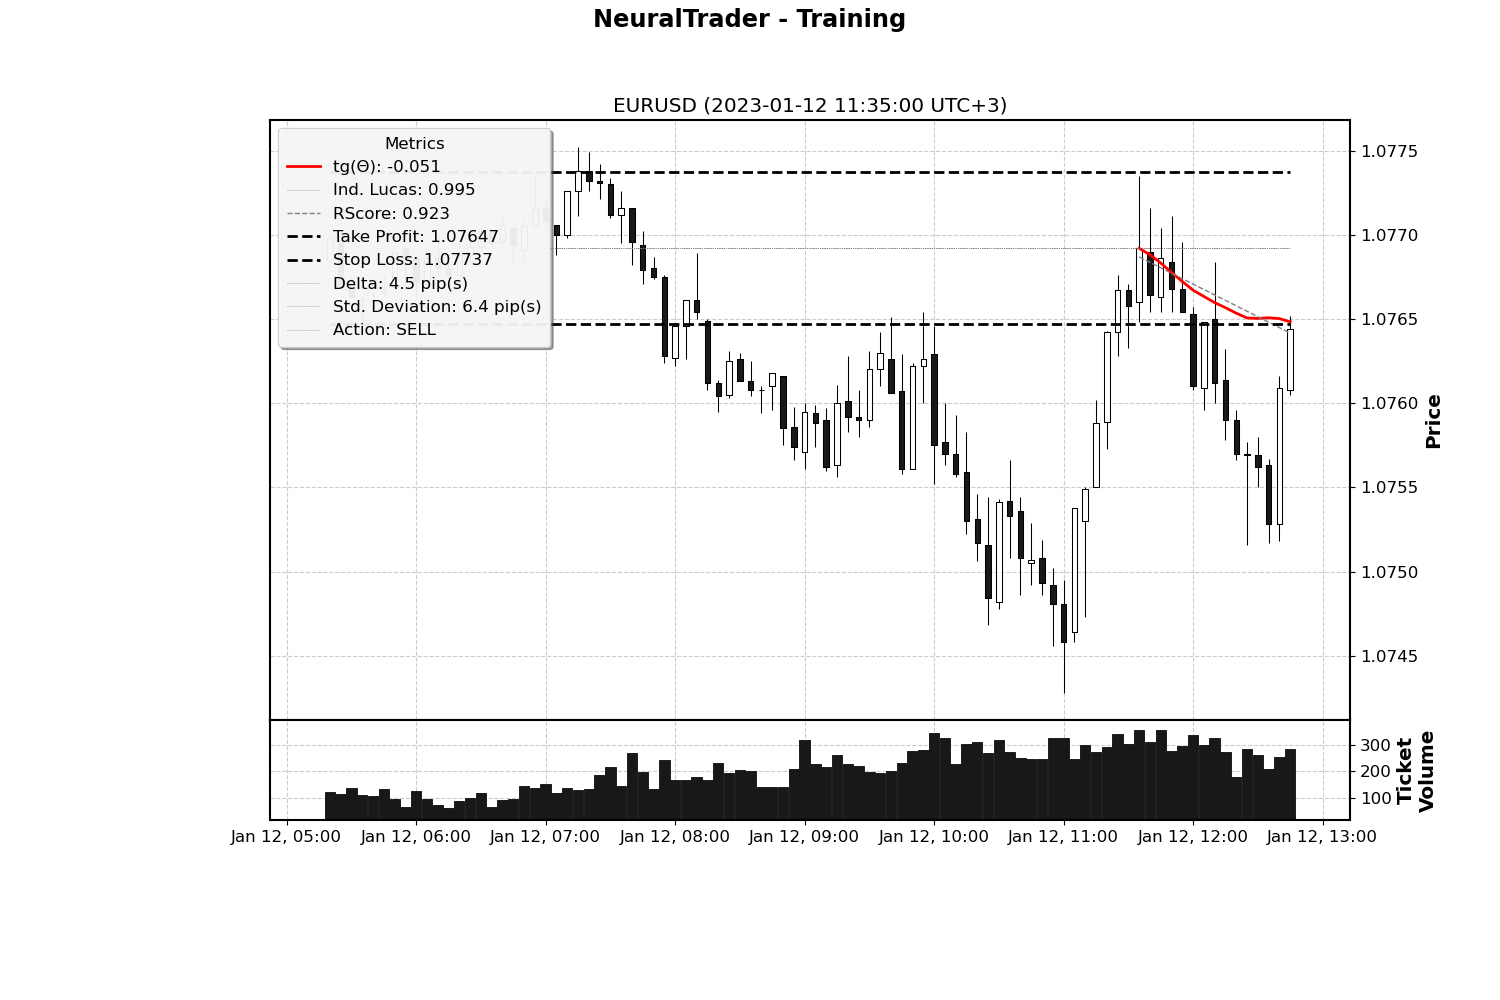 NeuralTrader - Training
EURUSD (2023-01-12 11:35:00 UTC+3)
Metrics
tg(Θ): -0.051
Ind. Lucas: 0.995
RScore: 0.923
Take Profit: 1.07647
Stop Loss: 1.07737
Delta: 4.5 pip(s)
Std. Deviation: 6.4 pip(s)
Action: SELL
1.0775
1.0770
1.0765
1.0760
1.0755
1.0750
1.0745
Price
300
200
100
Ticket
Volume
Jan 12, 05:00
Jan 12, 06:00
Jan 12, 07:00
Jan 12, 08:00
Jan 12, 09:00
Jan 12, 10:00
Jan 12, 11:00
Jan 12, 12:00
Jan 12, 13:00